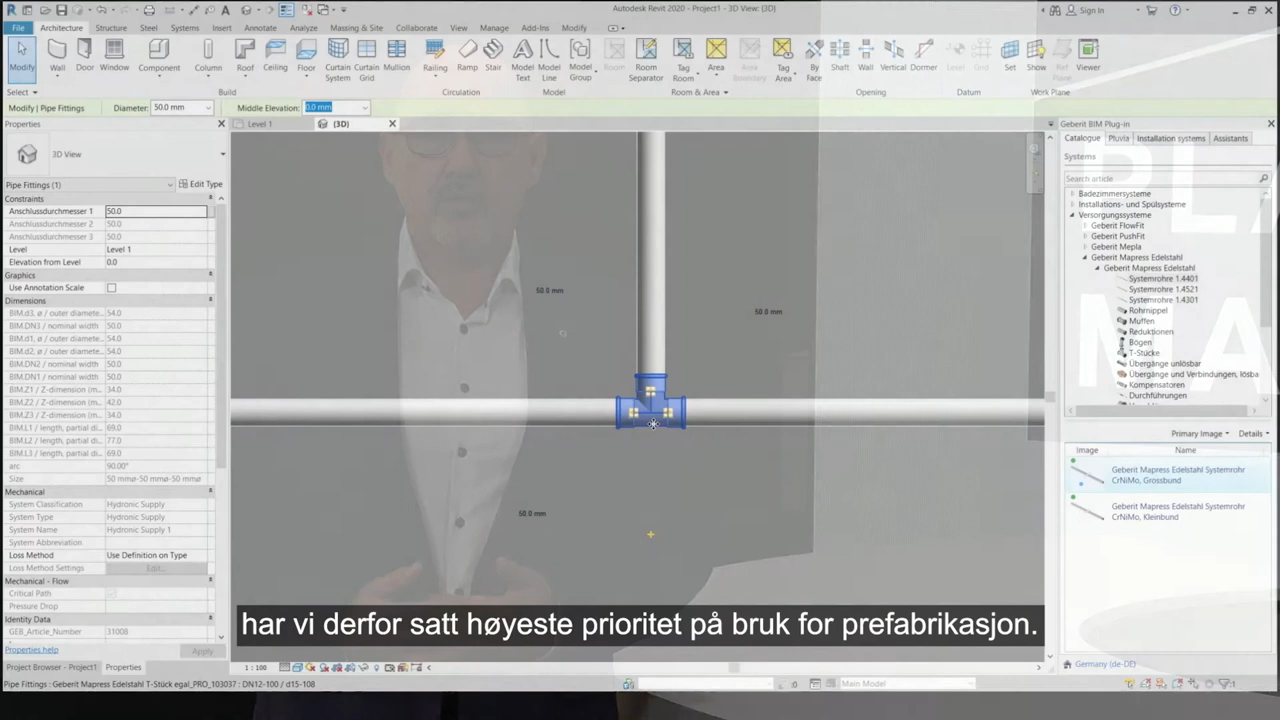 Autodesk Revit 2020 - Project1 - 3D View: {3D}
Sign In
File Architecture Structure Steel Systems Insert Annotate Analyze Massing & Site Collaborate View Manage Add-Ins Modify
Modify Wall Door Window Component Column Roof Ceiling Floor Curtain System Curtain Grid Mullion Railing Ramp Stair Model Text Model Line Model Group Room Room Separator Tag Room Area Area Boundary Tag Area By Face Shaft Wall Vertical Dormer Level Grid Set Show Ref Plane Viewer
Select Build Circulation Model Room & Area Opening Datum Work Plane
Modify | Pipe Fittings Diameter: 50.0 mm Middle Elevation: 0.0 mm
Properties
Level 1 {3D}
3D View
Pipe Fittings (1) Edit Type
Constraints
Anschlussdurchmesser 1 50.0
Anschlussdurchmesser 2 50.0
Anschlussdurchmesser 3 50.0
Level Level 1
Elevation from Level 0.0
Graphics
Use Annotation Scale
Dimensions
BIM.d3, ø / outer diamete... 54.0
BIM.DN3 / nominal width 50.0
BIM.d1, ø / outer diamete... 54.0
BIM.d2, ø / outer diamete... 54.0
BIM.DN2 / nominal width 50.0
BIM.DN1 / nominal width 50.0
BIM.Z1 / Z-dimension (m... 34.0
BIM.Z2 / Z-dimension (m... 42.0
BIM.Z3 / Z-dimension (m... 34.0
BIM.L1 / length, partial di... 69.0
BIM.L2 / length, partial di... 77.0
BIM.L3 / length, partial di... 69.0
arc 90.00°
Size 50 mmø-50 mmø-50 mmø
Mechanical
System Classification Hydronic Supply
System Type Hydronic Supply
System Name Hydronic Supply 1
System Abbreviation
Loss Method Use Definition on Type
Loss Method Settings Edit...
Mechanical - Flow
Critical Path
Pressure Drop
Identity Data
GEB_Article_Number 31008
Properties help Apply
Project Browser - Project1 Properties
50.0 mm
50.0 mm
50.0 mm
1 : 100
Geberit BIM Plug-in
Catalogue Pluvia Installation systems Assistants
Systems
Search article
Badezimmersysteme
Installations- und Spülsysteme
Versorgungssysteme
Geberit FlowFit
Geberit PushFit
Geberit Mepla
Geberit Mapress Edelstahl
Geberit Mapress Edelstahl
Systemrohre 1.4401
Systemrohre 1.4521
Systemrohre 1.4301
Rohrnippel
Muffen
Reduktionen
Bögen
T-Stücke
Übergänge unlösbar
Übergänge und Verbindungen, lösba
Kompensatoren
Durchführungen
Primary Image Details
Image Name
Geberit Mapress Edelstahl Systemrohr
CrNiMo, Grossbund
Geberit Mapress Edelstahl Systemrohr
CrNiMo, Kleinbund
Germany (de-DE)
PLA
MA
har vi derfor satt høyeste prioritet på bruk for prefabrikasjon.
Pipe Fittings : Geberit Mapress Edelstahl T-Stück egal_PRO_103037 : DN12-100 / d15-108
:0 Main Model :1